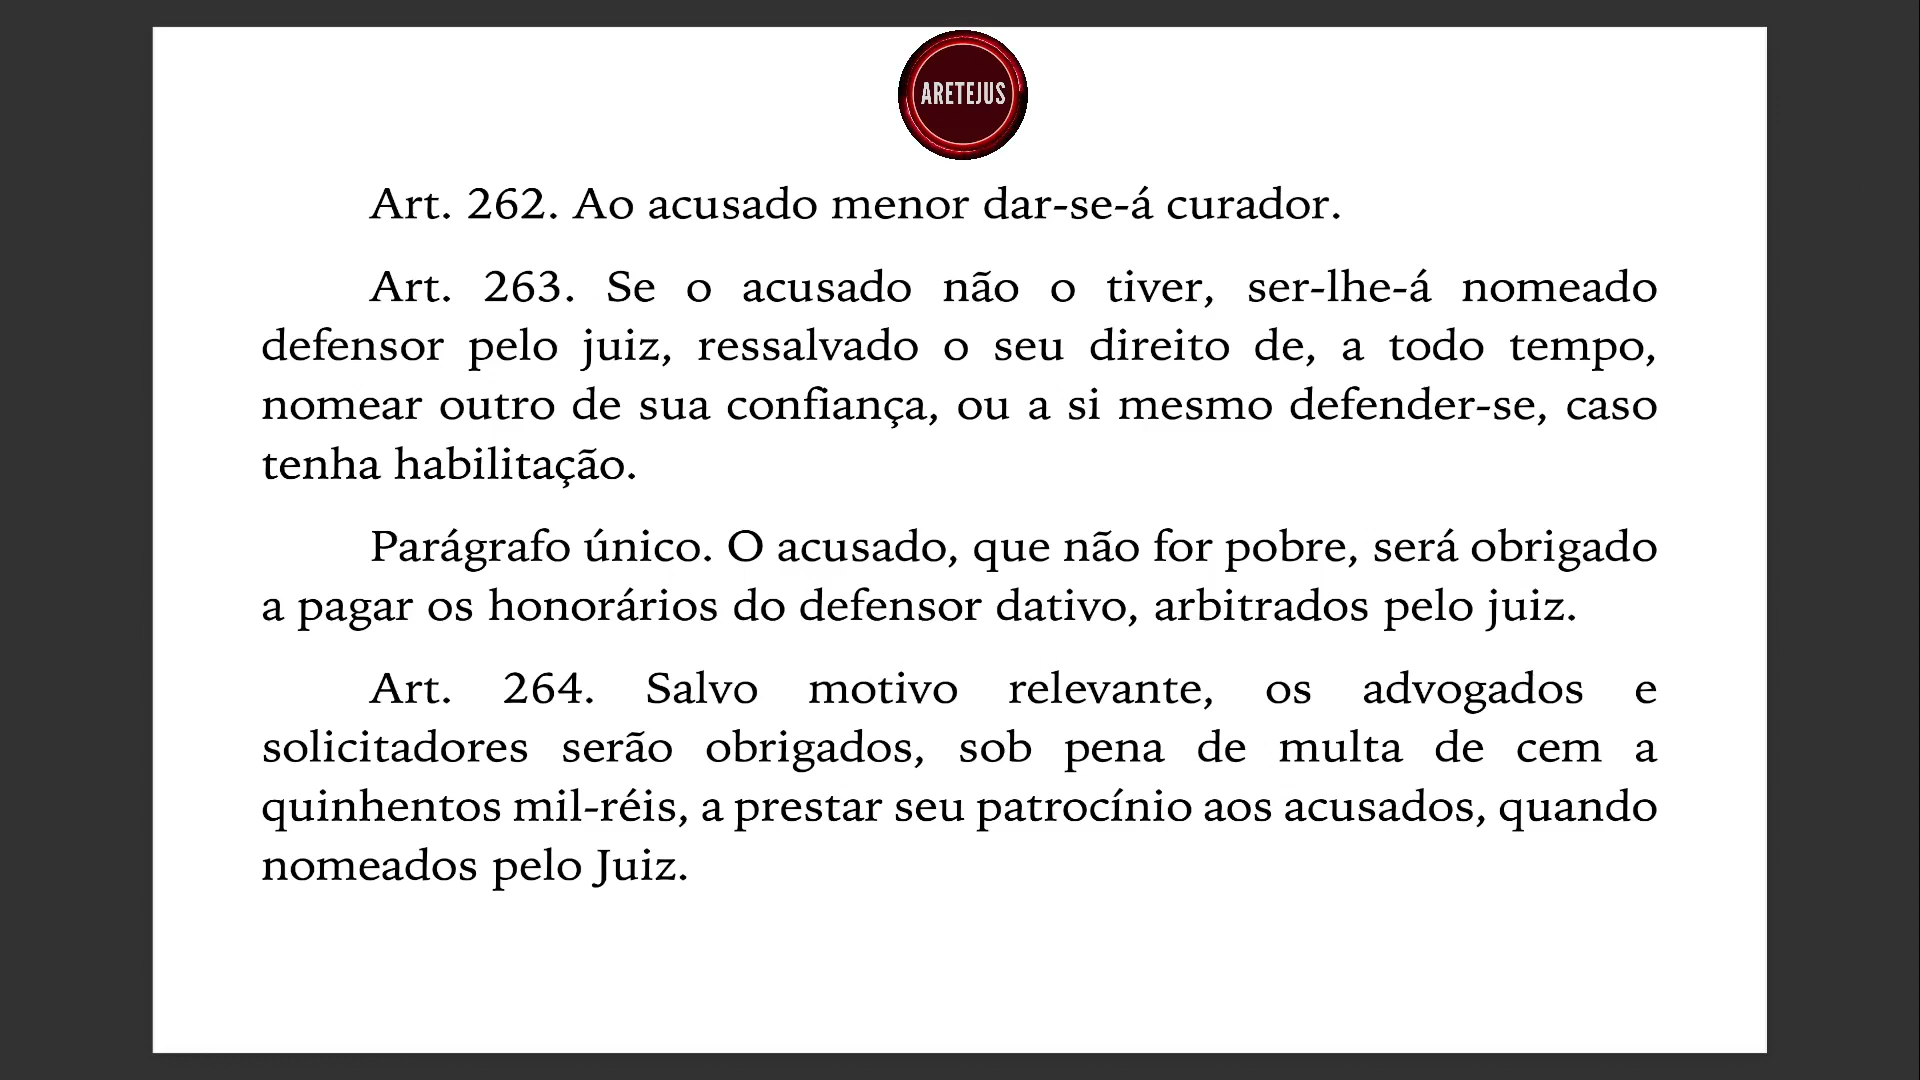 ARETEJUS
Art. 262. Ao acusado menor dar-se-á curador.
Art. 263. Se o acusado não o tiver, ser-lhe-á nomeado
defensor pelo juiz, ressalvado o seu direito de, a todo tempo,
nomear outro de sua confiança, ou a si mesmo defender-se, caso
tenha habilitação.
Parágrafo único. O acusado, que não for pobre, será obrigado
a pagar os honorários do defensor dativo, arbitrados pelo juiz.
Art. 264. Salvo motivo relevante, os advogados e
solicitadores serão obrigados, sob pena de multa de cem a
quinhentos mil-réis, a prestar seu patrocínio aos acusados, quando
nomeados pelo Juiz.